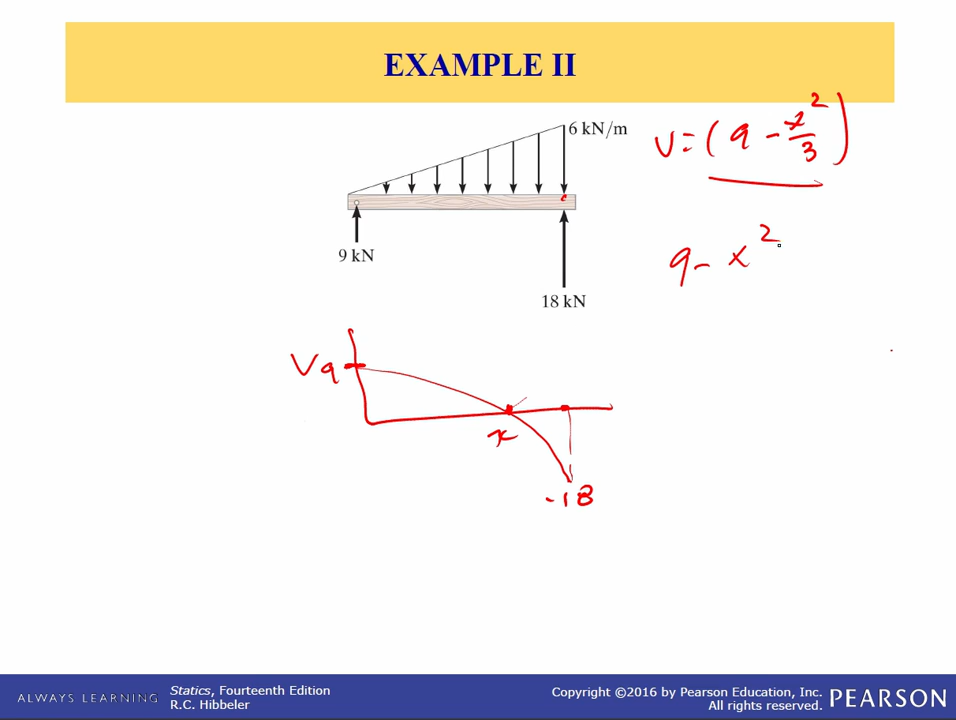 EXAMPLE II
6 kN/m
V = (9 - x²/3)
9 kN
9 - x²
18 kN
V 9
x
-18
ALWAYS LEARNING
Statics, Fourteenth Edition
R.C. Hibbeler
Copyright ©2016 by Pearson Education, Inc.
All rights reserved.
PEARSON